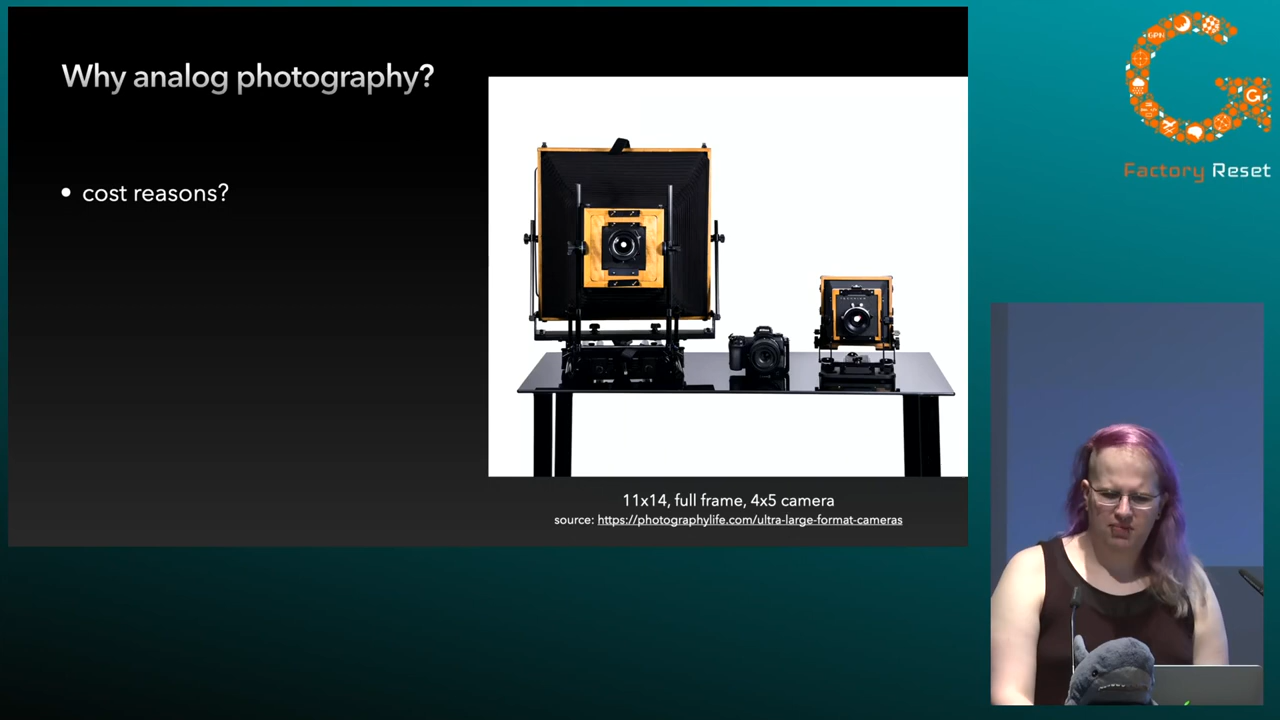 Why analog photography?
• cost reasons?
11x14, full frame, 4x5 camera
source: https://photographylife.com/ultra-large-format-cameras
GPN
Factory Reset